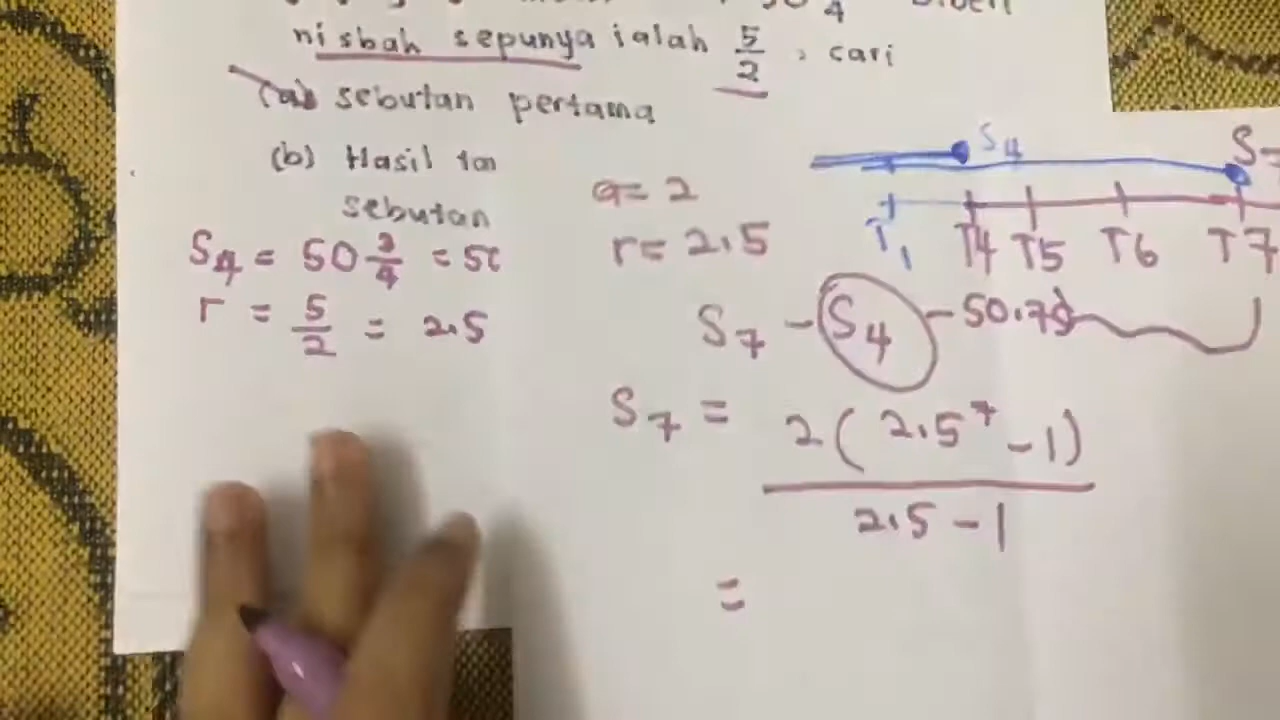 nisbah sepunya ialah 5/2, cari
(a) sebutan pertama
(b) Hasil
sebutan
S4 = 50 3/4 =
r = 5/2 = 2.5
a= 2
r= 2.5
S4
T1 T4 T5 T6 T7
S7 - S4 - 50.75
S7 = 2(2.5^7 - 1) / 2.5 - 1
=